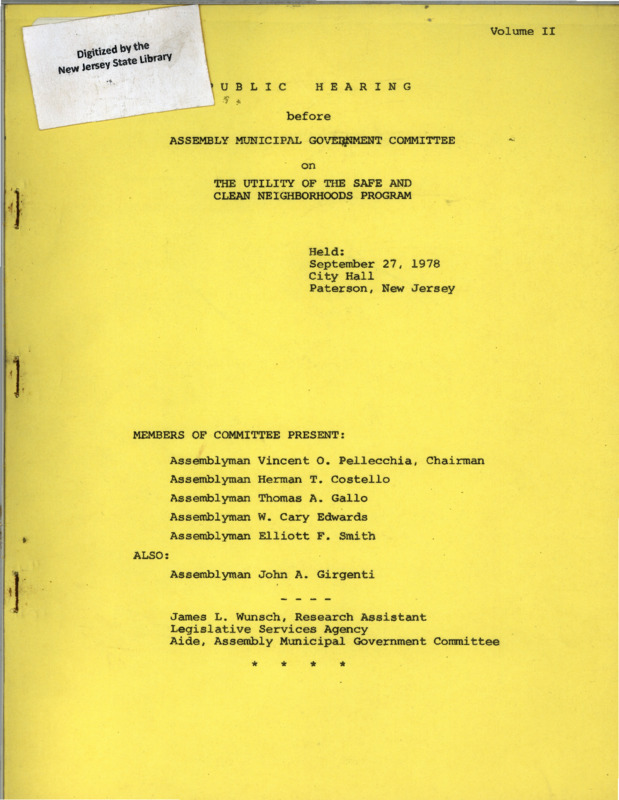 Volume II
Digitized by the
New Jersey State Library
PUBLIC HEARING
before
ASSEMBLY MUNICIPAL GOVERNMENT COMMITTEE
on
THE UTILITY OF THE SAFE AND
CLEAN NEIGHBORHOODS PROGRAM
Held:
September 27, 1978
City Hall
Paterson, New Jersey
MEMBERS OF COMMITTEE PRESENT:
Assemblyman Vincent O. Pellecchia, Chairman
Assemblyman Herman T. Costello
Assemblyman Thomas A. Gallo
Assemblyman W. Cary Edwards
Assemblyman Elliott F. Smith
ALSO:
Assemblyman John A. Girgenti
- - - -
James L. Wunsch, Research Assistant
Legislative Services Agency
Aide, Assembly Municipal Government Committee
* * * *